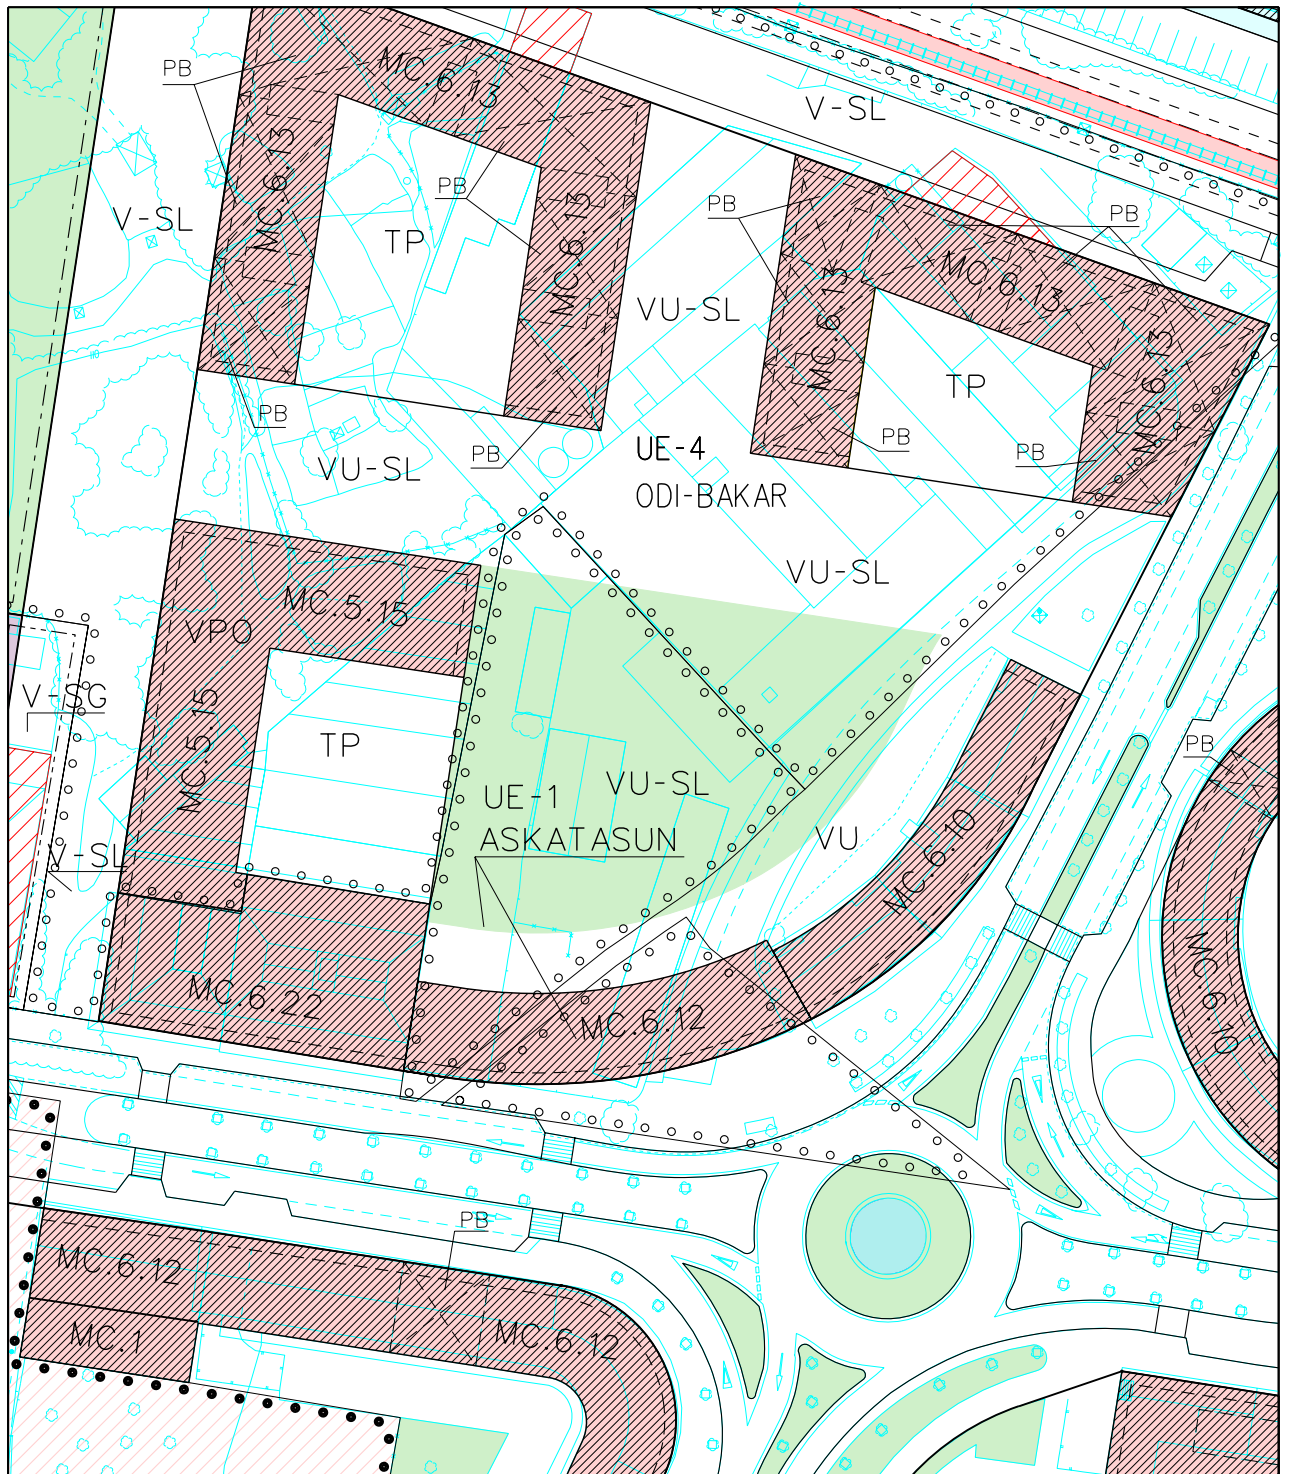 PB
MC.6.13
V-SL
MC.6.13
V-SL
PB
TP
MC.6.13
PB
PB
MC.6.13
VU-SL
MC.6.13
MC.6.13
TP
PB
PB
PB
PB
VU-SL
UE-4
ODI-BAKAR
VU-SL
MC.5.15
VPO
V-SG
MC.5.15
TP
VU-SL
UE-1
ASKATASUN
VU
PB
V-SL
MC.6.10
MC.6.10
MC.6.22
MC.6.12
PB
MC.6.12
MC.1
MC.6.12